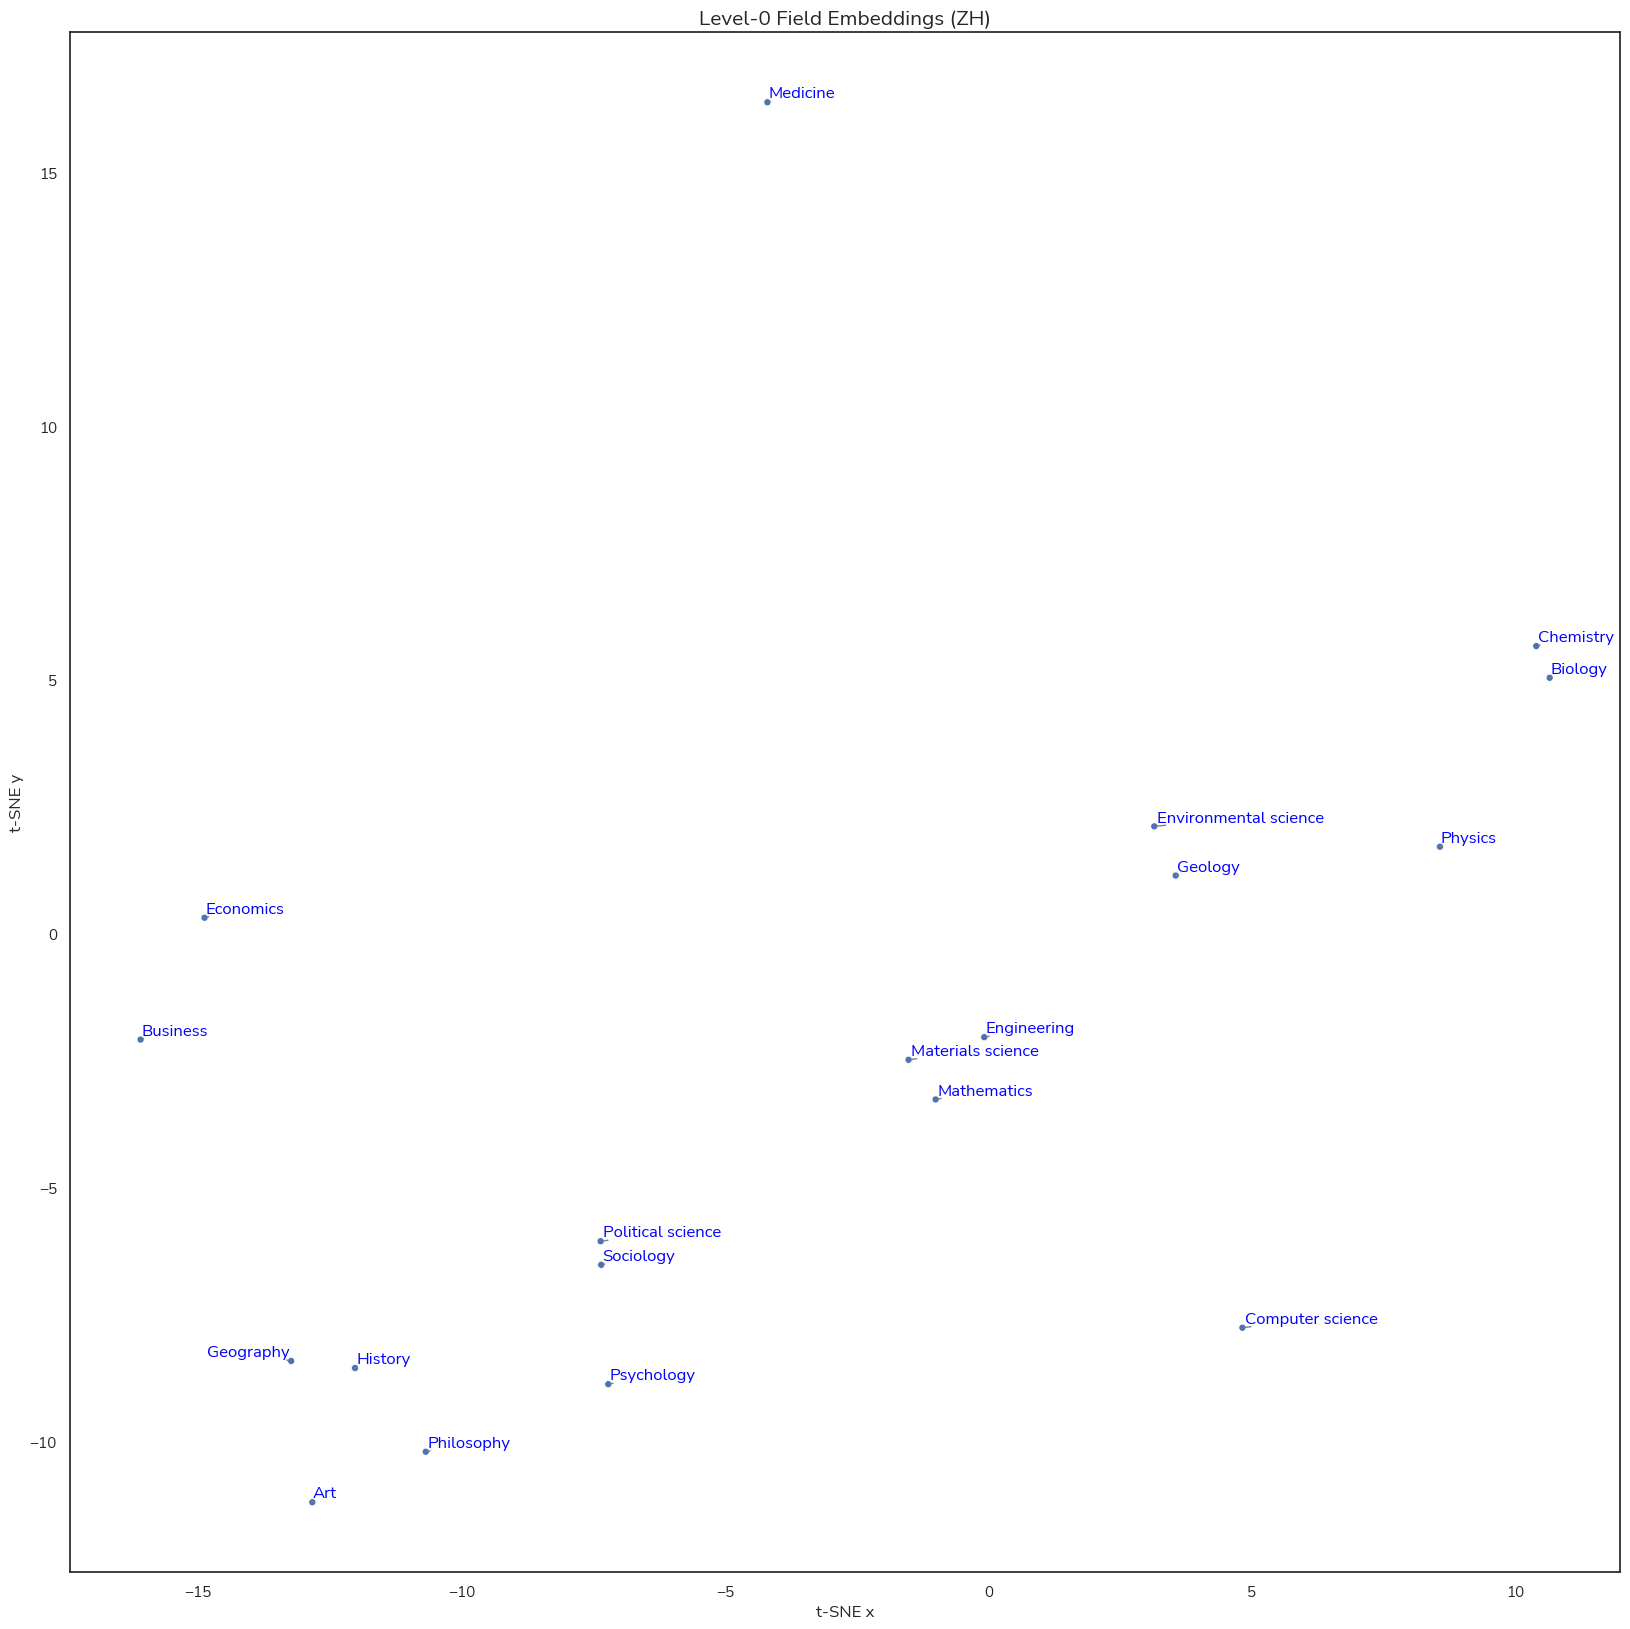 Level-0 Field Embeddings (ZH)
Medicine
15
10
Chemistry
5
Biology
Environmental science
Physics
Geology
Economics
0
Business
Engineering
Materials science
Mathematics
−5
Political science
Sociology
Computer science
Geography
History
Psychology
−10
Philosophy
Art
t-SNE y
−15
−10
−5
0
5
10
t-SNE x